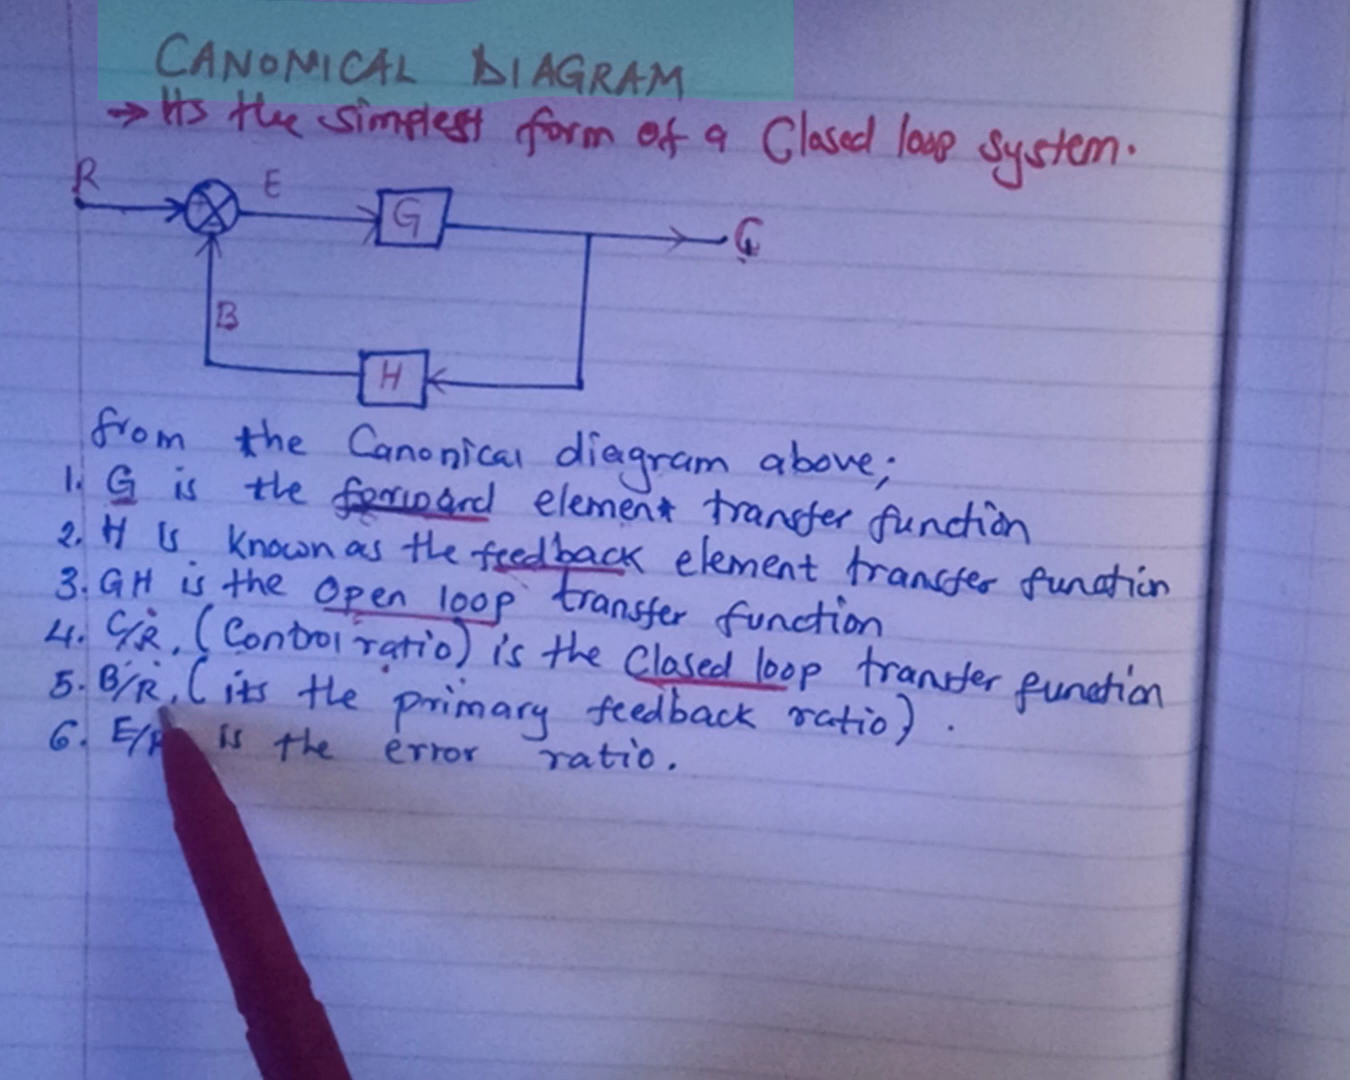 CANONICAL DIAGRAM
→ Its the simplest form of a Closed loop system.
R
E
G
C
B
H
from the Canonical diagram above;
1. G is the forward element transfer function
2. H Is known as the feedback element transfer function
3. GH is the Open loop transfer function
4. C/R, (Control ratio) is the Closed loop transfer function
5. B/R, (its the primary feedback ratio).
6. E/R is the error ratio.